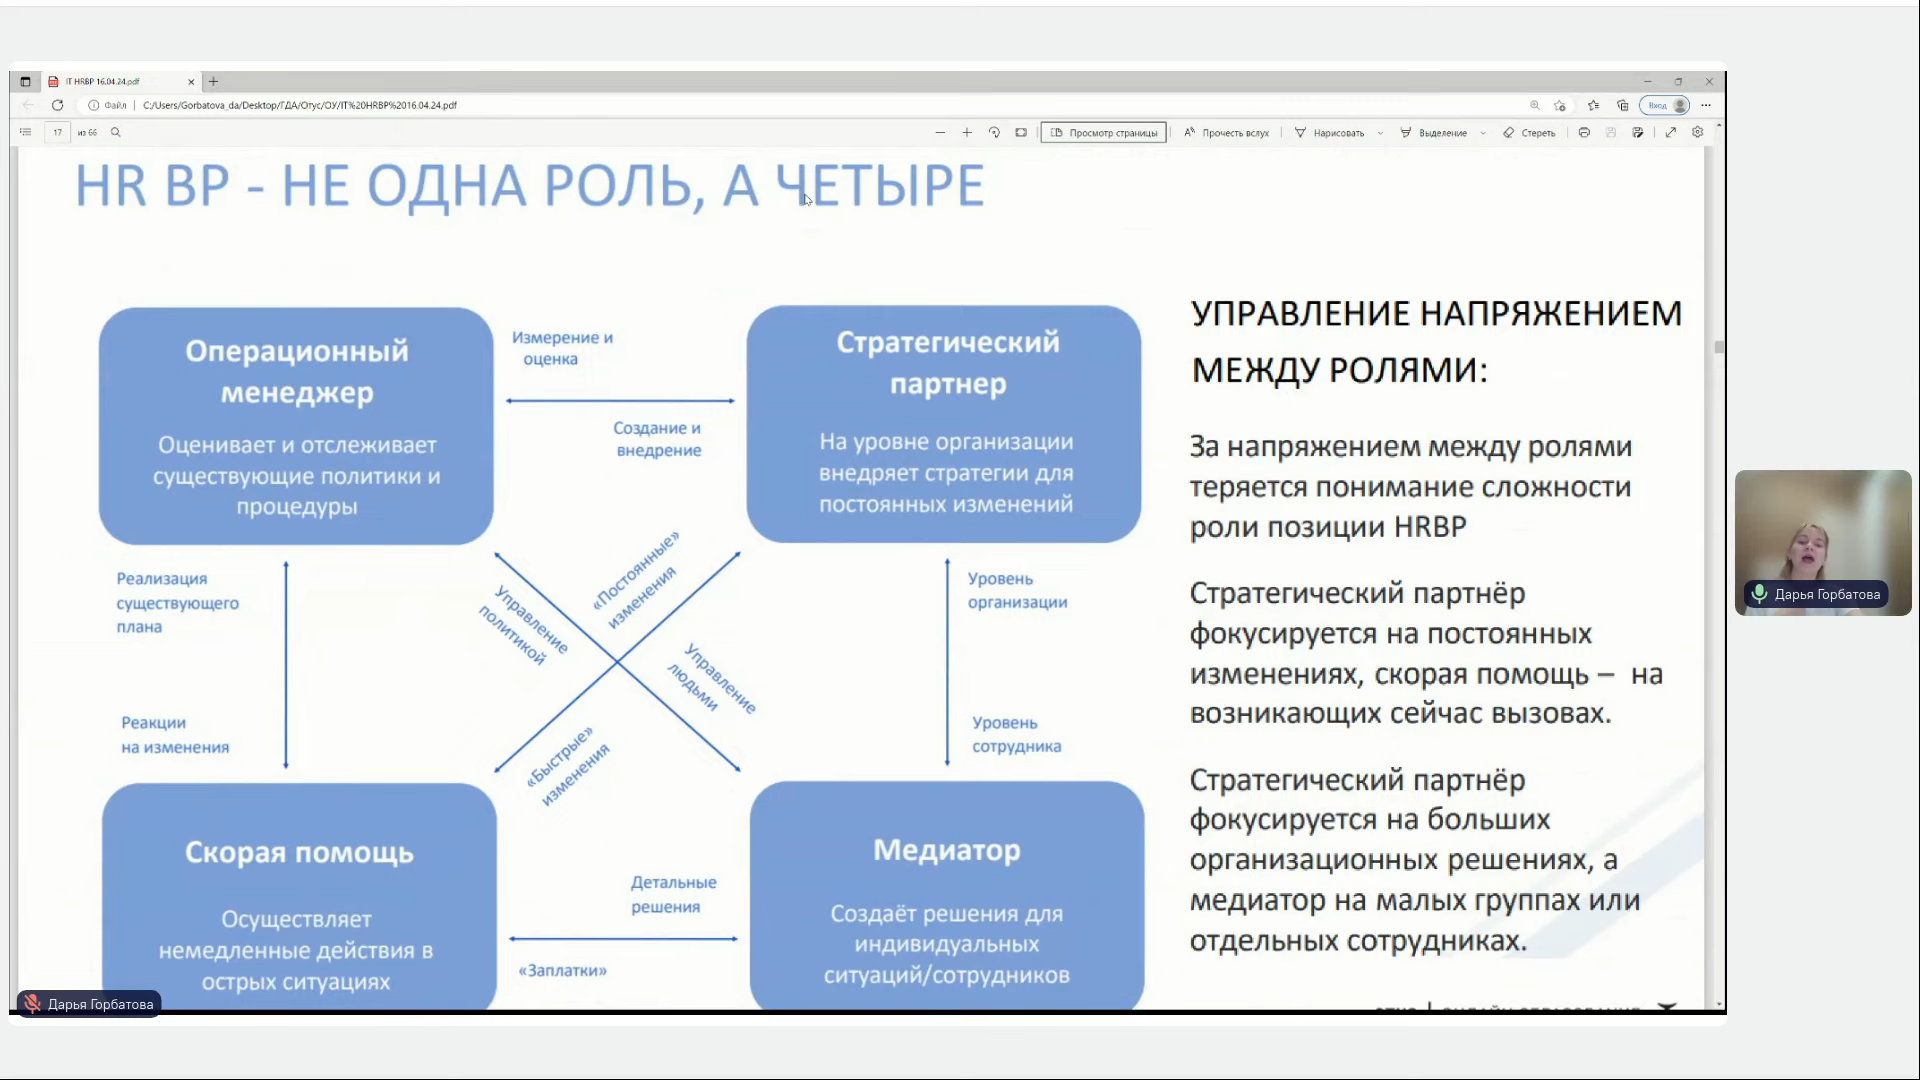 IT HRBP 16.04.24.pdf
Файл
C:/Users/Gorbatova_da/Desktop/ГДА/Отус/ОУ/IT%20HRBP%2016.04.24.pdf
Вход
17
из 66
Просмотр страницы
Прочесть вслух
Нарисовать
Выделение
Стереть
HR BP - НЕ ОДНА РОЛЬ, А ЧЕТЫРЕ
Операционный
менеджер
Оценивает и отслеживает
существующие политики и
процедуры
Измерение и
оценка
Создание и
внедрение
Стратегический
партнер
На уровне организации
внедряет стратегии для
постоянных изменений
Реализация
существующего
плана
Реакции
на изменения
Управление
политикой
«Постоянные»
изменения
Управление
людьми
«Быстрые»
изменения
Уровень
организации
Уровень
сотрудника
Скорая помощь
Осуществляет
немедленные действия в
острых ситуациях
Детальные
решения
«Заплатки»
Медиатор
Создаёт решения для
индивидуальных
ситуаций/сотрудников
УПРАВЛЕНИЕ НАПРЯЖЕНИЕМ
МЕЖДУ РОЛЯМИ:
За напряжением между ролями
теряется понимание сложности
роли позиции HRBP
Стратегический партнёр
фокусируется на постоянных
изменениях, скорая помощь – на
возникающих сейчас вызовах.
Стратегический партнёр
фокусируется на больших
организационных решениях, а
медиатор на малых группах или
отдельных сотрудниках.
Дарья Горбатова
Дарья Горбатова